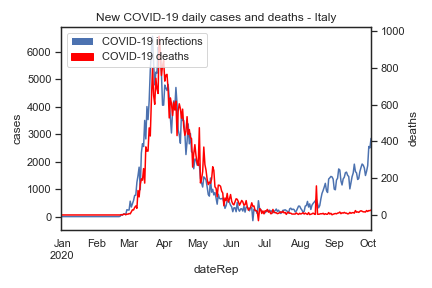 New COVID-19 daily cases and deaths - Italy
COVID-19 infections
COVID-19 deaths
cases
6000
5000
4000
3000
2000
1000
0
deaths
1000
800
600
400
200
0
Jan Feb Mar Apr May Jun Jul Aug Sep Oct
2020
dateRep